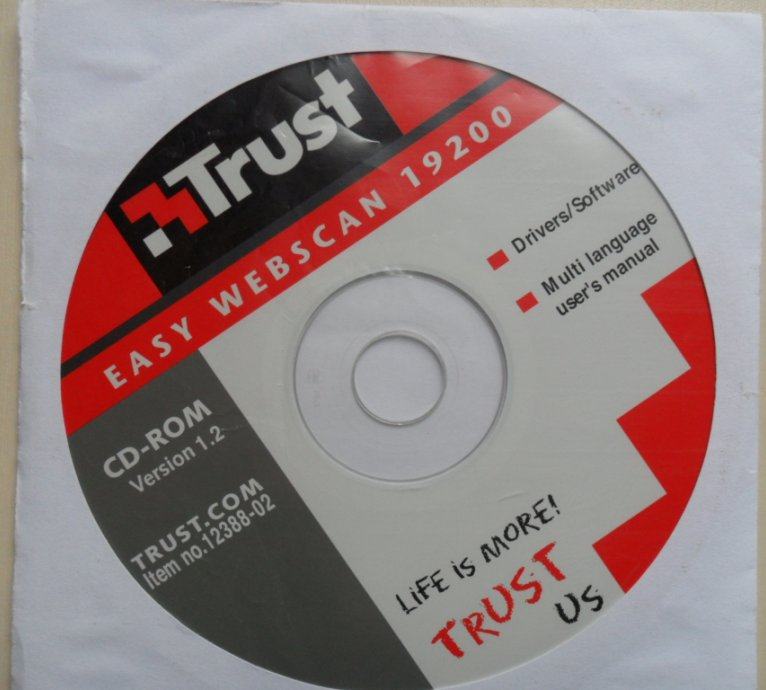 Trust
EASY WEBSCAN 19200
Drivers/Software
Multi language
user's manual
CD-ROM
Version 1.2
TRUST.COM
Item no.12388-02
LIFE iS MORE!
TRUST
US